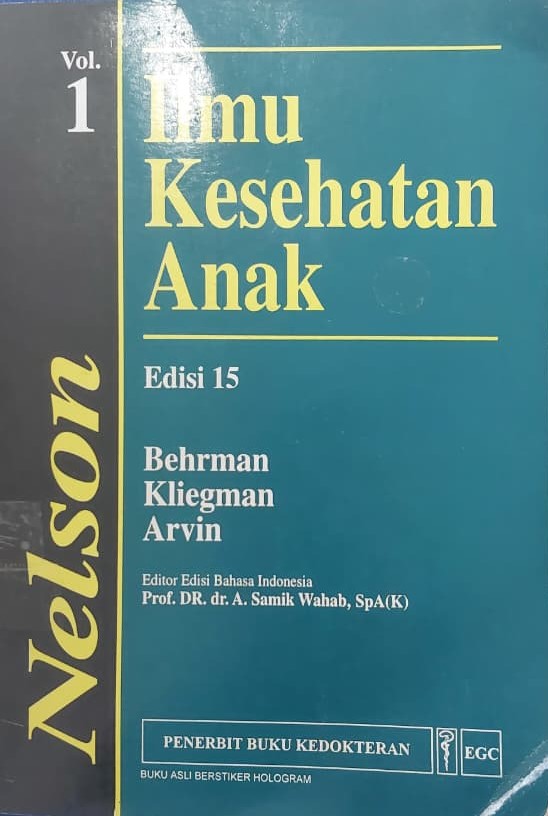 Vol.
1
Ilmu
Kesehatan
Anak
Edisi 15
Behrman
Kliegman
Arvin
Editor Edisi Bahasa Indonesia
Prof. DR. dr. A. Samik Wahab, SpA(K)
Nelson
PENERBIT BUKU KEDOKTERAN
EGC
BUKU ASLI BERSTIKER HOLOGRAM